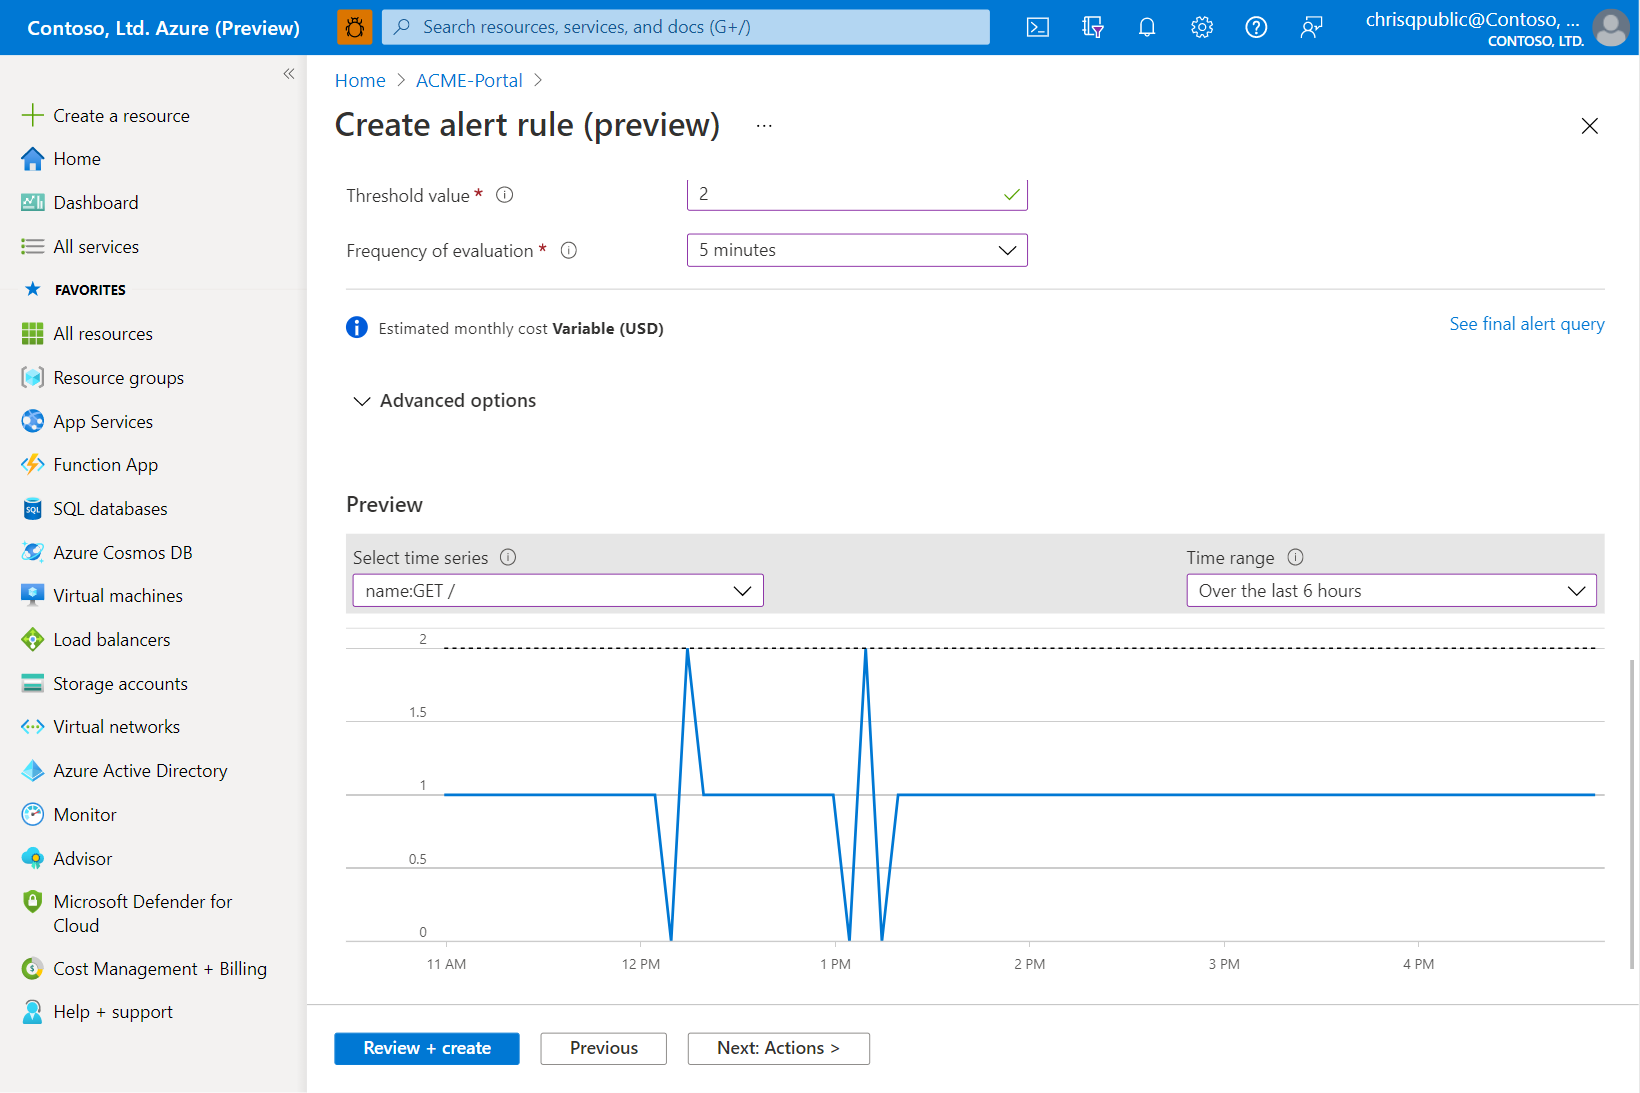 Contoso, Ltd. Azure (Preview)
Search resources, services, and docs (G+/)
chrisqpublic@Contoso, ...
CONTOSO, LTD.
Create a resource
Home
Dashboard
All services
FAVORITES
All resources
Resource groups
App Services
Function App
SQL databases
Azure Cosmos DB
Virtual machines
Load balancers
Storage accounts
Virtual networks
Azure Active Directory
Monitor
Advisor
Microsoft Defender for
Cloud
Cost Management + Billing
Help + support
Home > ACME-Portal >
Create alert rule (preview) ...
Threshold value * 2
Frequency of evaluation * 5 minutes
Estimated monthly cost Variable (USD)
See final alert query
Advanced options
Preview
Select time series
name:GET /
Time range
Over the last 6 hours
2
1.5
1
0.5
0
11 AM 12 PM 1 PM 2 PM 3 PM 4 PM
Review + create
Previous
Next: Actions >